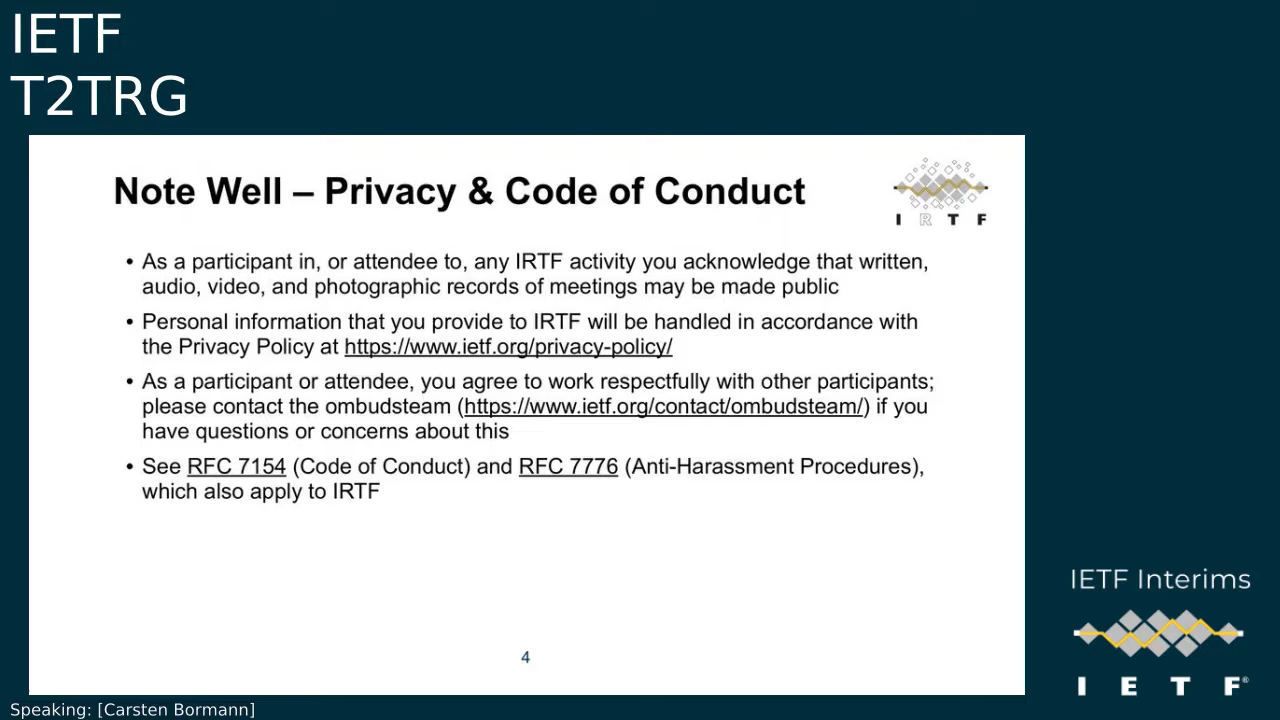 IETF
T2TRG
Note Well – Privacy & Code of Conduct
I R T F
• As a participant in, or attendee to, any IRTF activity you acknowledge that written,
audio, video, and photographic records of meetings may be made public
• Personal information that you provide to IRTF will be handled in accordance with
the Privacy Policy at https://www.ietf.org/privacy-policy/
• As a participant or attendee, you agree to work respectfully with other participants;
please contact the ombudsteam (https://www.ietf.org/contact/ombudsteam/) if you
have questions or concerns about this
• See RFC 7154 (Code of Conduct) and RFC 7776 (Anti-Harassment Procedures),
which also apply to IRTF
4
IETF Interims
I E T F®
Speaking: [Carsten Bormann]